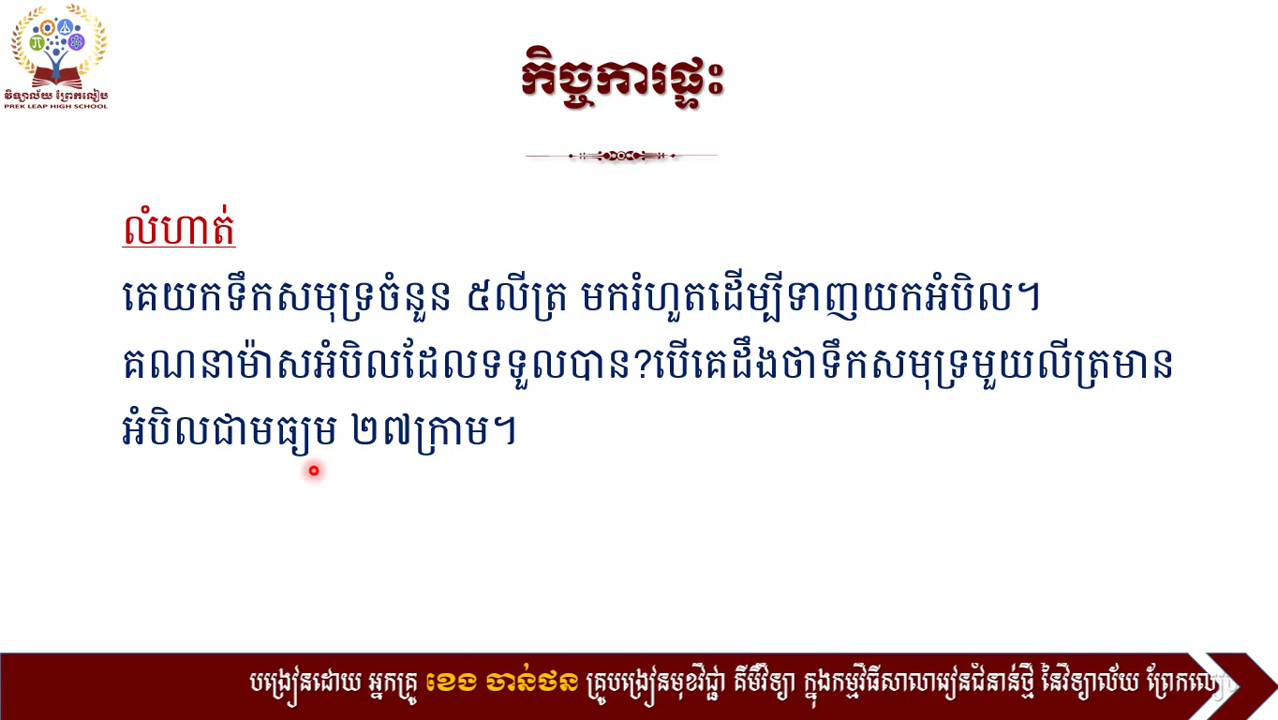 វិទ្យាល័យ ព្រែកលៀប
PREK LEAP HIGH SCHOOL
កិច្ចការផ្ទះ
លំហាត់
គេយកទឹកសមុទ្រចំនួន ៥លីត្រ មករំហួតដើម្បីទាញយកអំបិល។
គណនាម៉ាសអំបិលដែលទទួលបាន?បើគេដឹងថាទឹកសមុទ្រមួយលីត្រមាន
អំបិលជាមធ្យម ២៧ក្រាម។
បង្រៀនដោយ អ្នកគ្រូ ខេង ចាន់ថន គ្រូបង្រៀនមុខវិជ្ជា គីមីវិទ្យា ក្នុងកម្មវិធីសាលារៀនជំនាន់ថ្មី នៃវិទ្យាល័យ ព្រែកលៀប